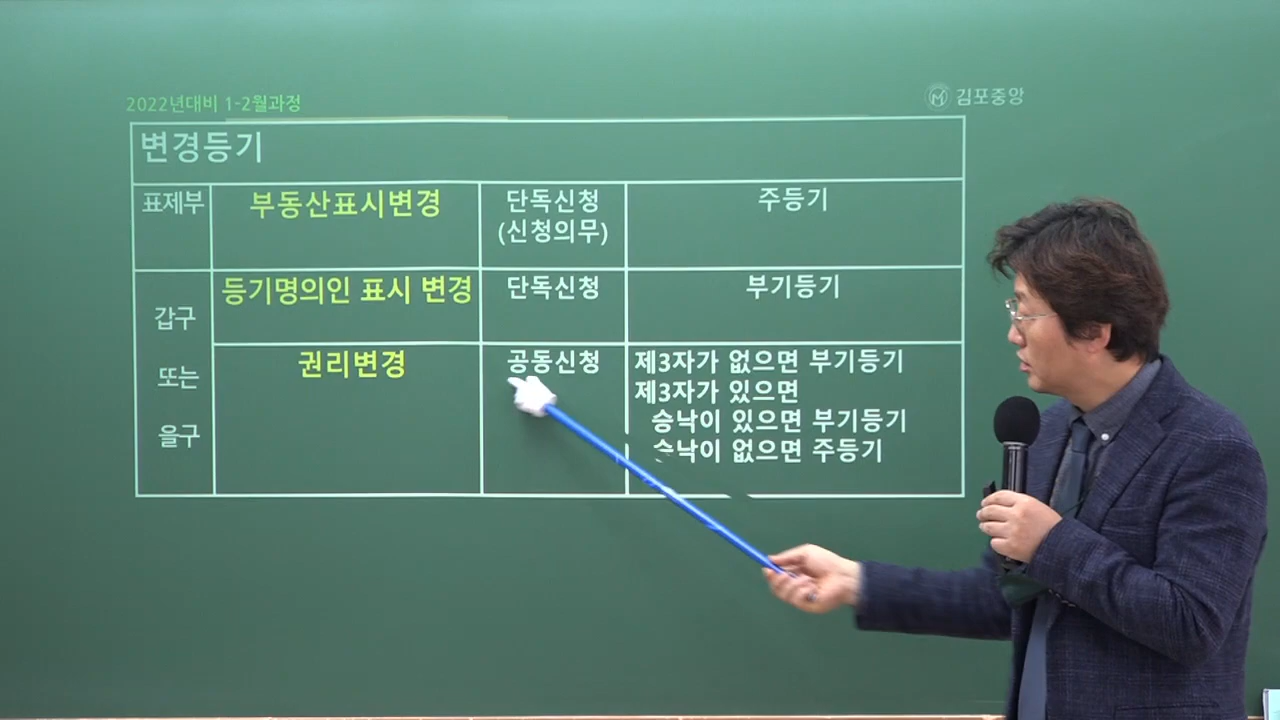 2022년대비 1-2월과정
김포중앙
변경등기
표제부
부동산표시변경
단독신청
(신청의무)
주등기
갑구
또는
을구
등기명의인 표시 변경
단독신청
부기등기
권리변경
공동신청
제3자가 없으면 부기등기
제3자가 있으면
승낙이 있으면 부기등기
승낙이 없으면 주등기